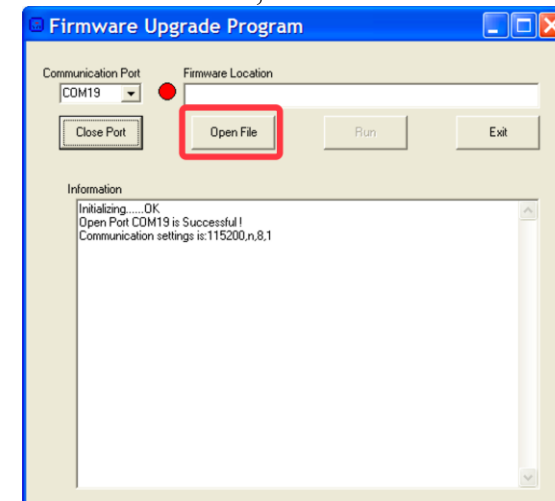 Firmware Upgrade Program
Communication Port Firmware Location
COM19
Close Port Open File Run Exit
Information
Initializing......OK
Open Port COM19 is Successful !
Communication settings is:115200,n,8,1